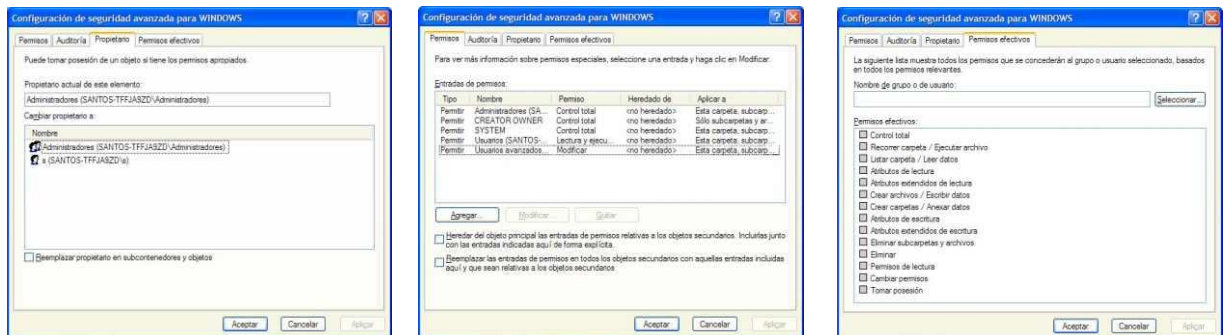 Configuración de seguridad avanzada para WINDOWS
Permisos Auditoría Propietario Permisos efectivos
Puede tomar posesión de un objeto si tiene los permisos apropiados.
Propietario actual de este elemento:
Administradores (SANTOS-TFFJA9ZD\Administradores)
Cambiar propietario a:
Nombre
Administradores (SANTOS-TFFJA9ZD\Administradores)
s (SANTOS-TFFJA9ZD\s)
Reemplazar propietario en subcontenedores y objetos
Aceptar Cancelar Aplicar
Configuración de seguridad avanzada para WINDOWS
Permisos Auditoría Propietario Permisos efectivos
Para ver más información sobre permisos especiales, seleccione una entrada y haga clic en Modificar.
Entradas de permisos:
Tipo Nombre Permiso Heredado de Aplicar a
Permitir Administradores (SA... Control total <no heredado> Esta carpeta, subcarp...
Permitir CREATOR OWNER Control total <no heredado> Sólo subcarpetas y ar...
Permitir SYSTEM Control total <no heredado> Esta carpeta, subcarp...
Permitir Usuarios (SANTOS-... Lectura y ejecu... <no heredado> Esta carpeta, subcarp...
Permitir Usuarios avanzados... Modificar <no heredado> Esta carpeta, subcarp...
Agregar... Modificar... Quitar
Heredar del objeto principal las entradas de permisos relativas a los objetos secundarios. Incluirlas junto
con las entradas indicadas aquí de forma explícita.
Reemplazar las entradas de permisos en todos los objetos secundarios con aquellas entradas incluidas
aquí y que sean relativas a los objetos secundarios
Aceptar Cancelar Aplicar
Configuración de seguridad avanzada para WINDOWS
Permisos Auditoría Propietario Permisos efectivos
La siguiente lista muestra todos los permisos que se concederán al grupo o usuario seleccionado, basados
en todos los permisos relevantes.
Nombre de grupo o de usuario:
Seleccionar...
Permisos efectivos:
Control total
Recorrer carpeta / Ejecutar archivo
Listar carpeta / Leer datos
Atributos de lectura
Atributos extendidos de lectura
Crear archivos / Escribir datos
Crear carpetas / Anexar datos
Atributos de escritura
Atributos extendidos de escritura
Eliminar subcarpetas y archivos
Eliminar
Permisos de lectura
Cambiar permisos
Tomar posesión
Aceptar Cancelar Aplicar